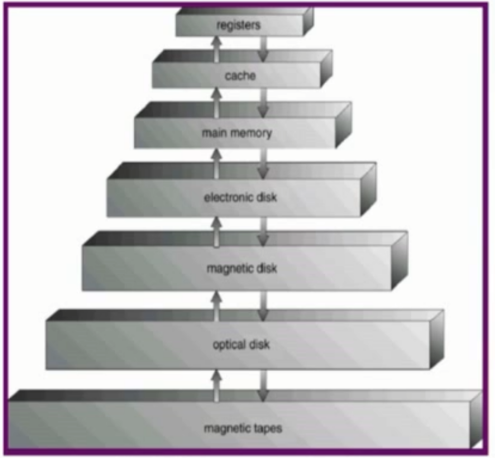 registers
cache
main memory
electronic disk
magnetic disk
optical disk
magnetic tapes